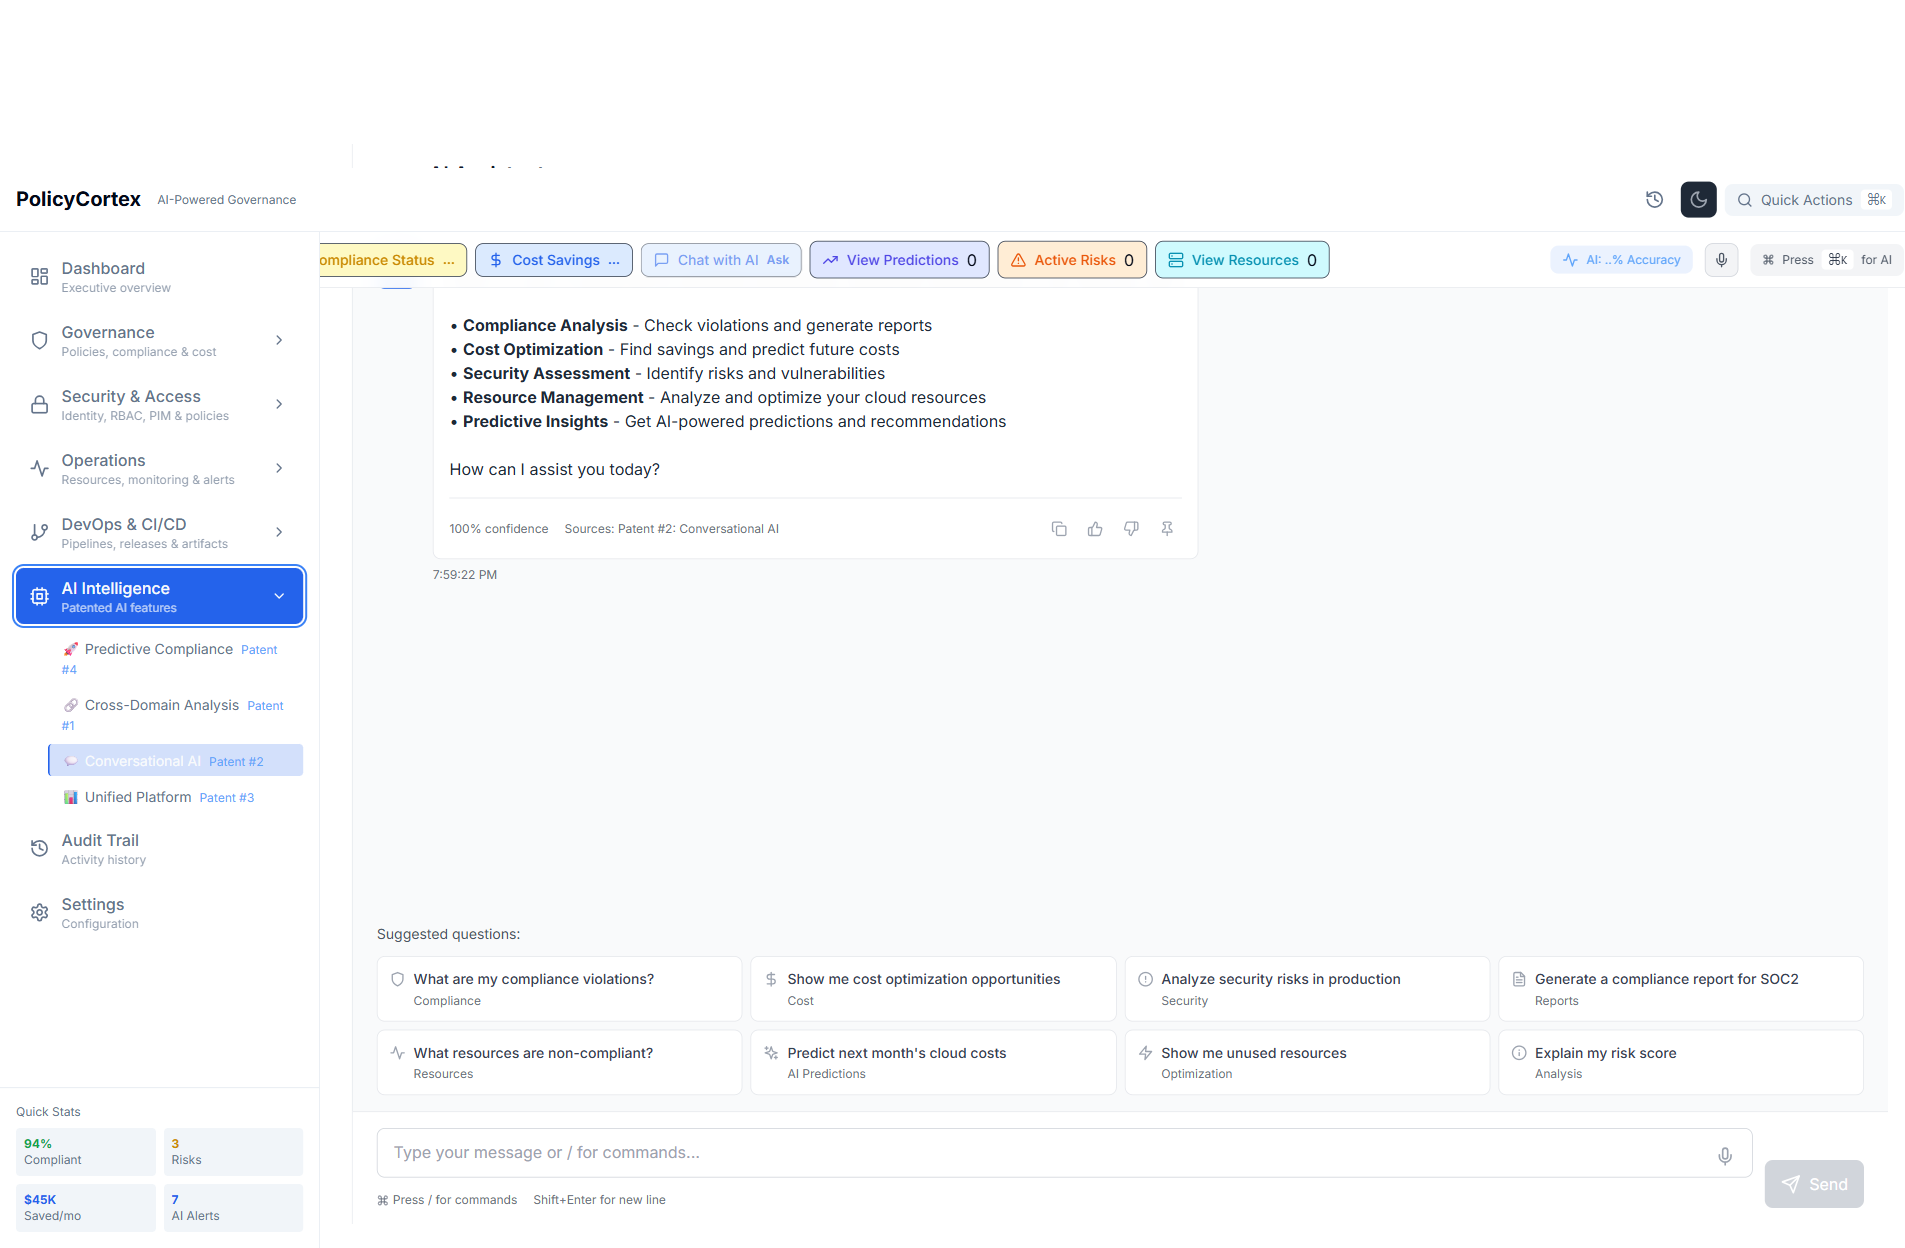 PolicyCortex AI-Powered Governance
Quick Actions ⌘K
ompliance Status ...
Cost Savings ...
Chat with AI Ask
View Predictions 0
Active Risks 0
View Resources 0
AI: ..% Accuracy
⌘ Press ⌘K for AI
Dashboard
Executive overview
Governance
Policies, compliance & cost
Security & Access
Identity, RBAC, PIM & policies
Operations
Resources, monitoring & alerts
DevOps & CI/CD
Pipelines, releases & artifacts
AI Intelligence
Patented AI features
Predictive Compliance Patent
#4
Cross-Domain Analysis Patent
#1
Conversational AI Patent #2
Unified Platform Patent #3
Audit Trail
Activity history
Settings
Configuration
Quick Stats
94%
Compliant
3
Risks
$45K
Saved/mo
7
AI Alerts
• Compliance Analysis - Check violations and generate reports
• Cost Optimization - Find savings and predict future costs
• Security Assessment - Identify risks and vulnerabilities
• Resource Management - Analyze and optimize your cloud resources
• Predictive Insights - Get AI-powered predictions and recommendations
How can I assist you today?
100% confidence Sources: Patent #2: Conversational AI
7:59:22 PM
Suggested questions:
What are my compliance violations?
Compliance
Show me cost optimization opportunities
Cost
Analyze security risks in production
Security
Generate a compliance report for SOC2
Reports
What resources are non-compliant?
Resources
Predict next month's cloud costs
AI Predictions
Show me unused resources
Optimization
Explain my risk score
Analysis
Type your message or / for commands...
Send
⌘ Press / for commands Shift+Enter for new line